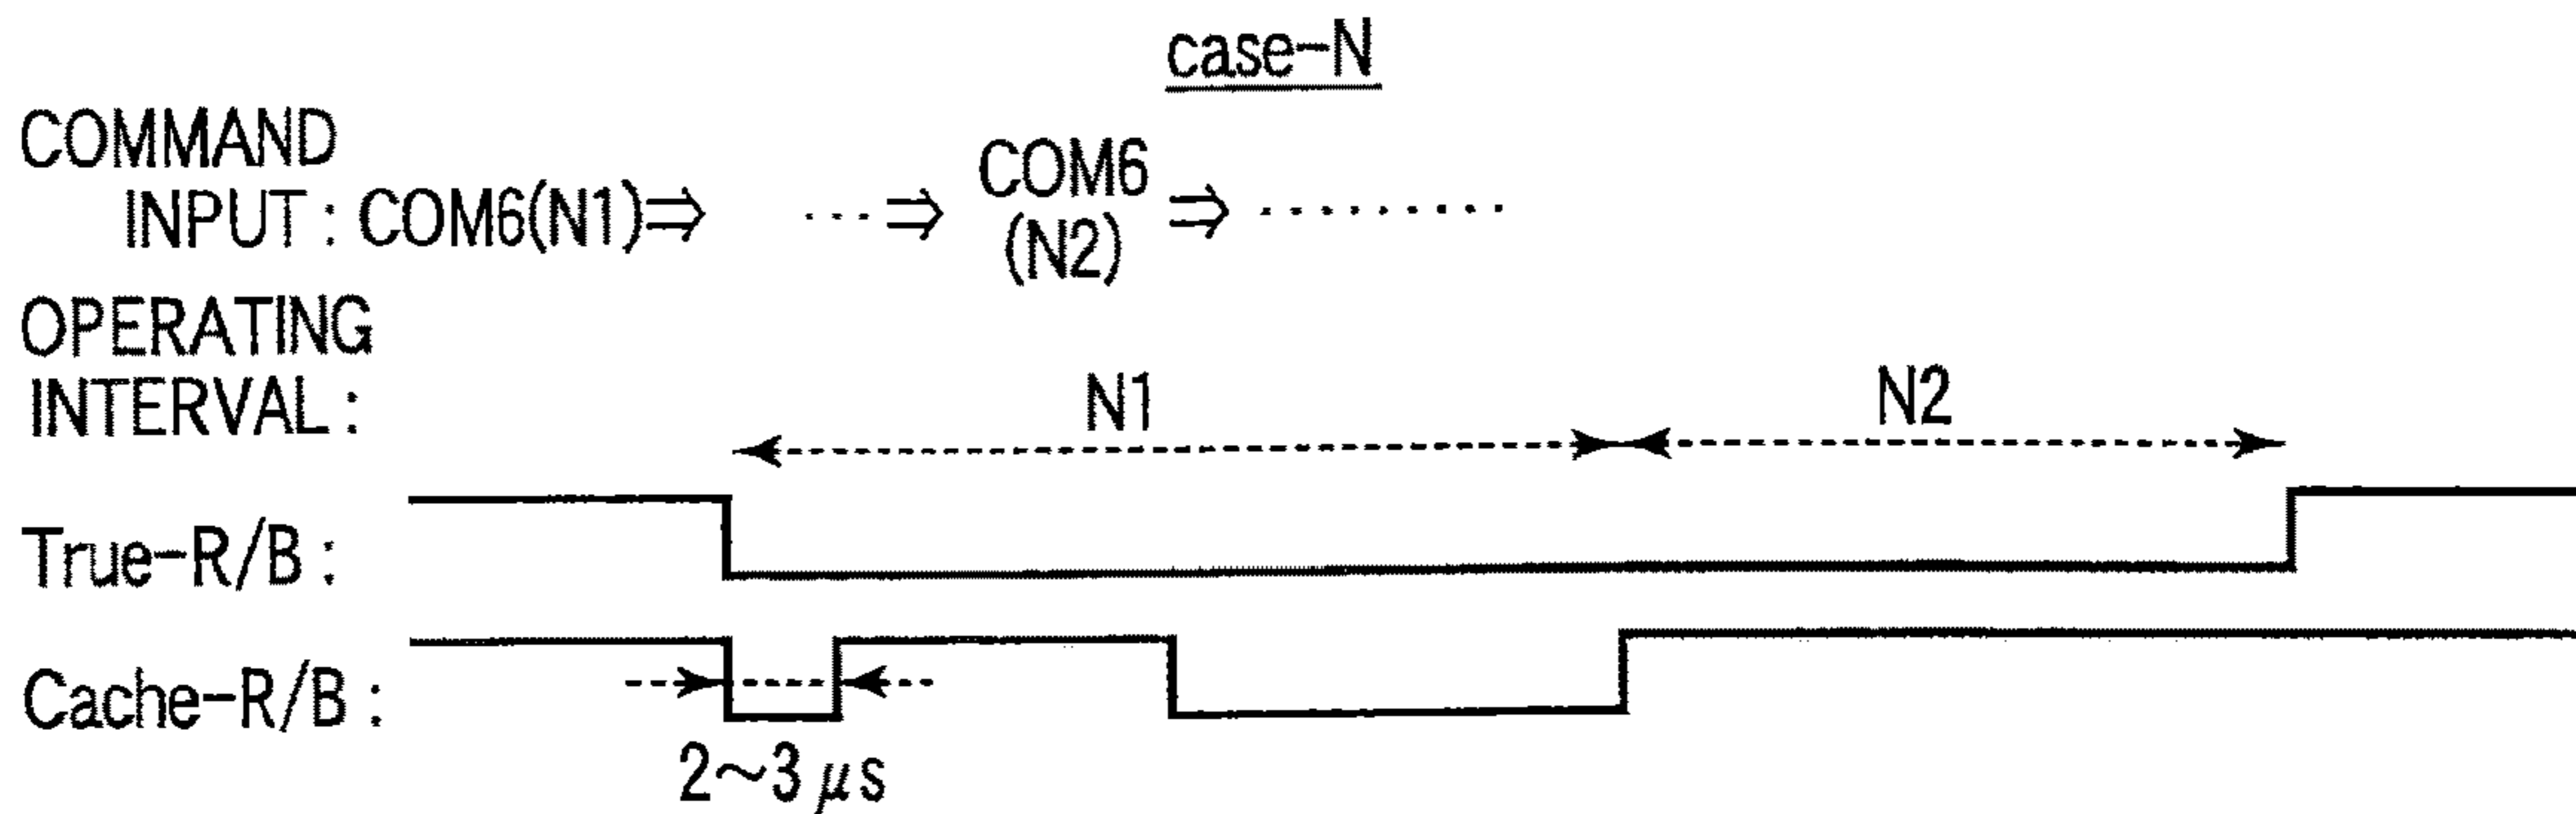 case-N
COMMAND
INPUT : COM6(N1)⇒ ···⇒ COM6 ⇒ ·········
(N2)
OPERATING
INTERVAL :
N1 N2
True-R/B :
Cache-R/B :
2~3 μs